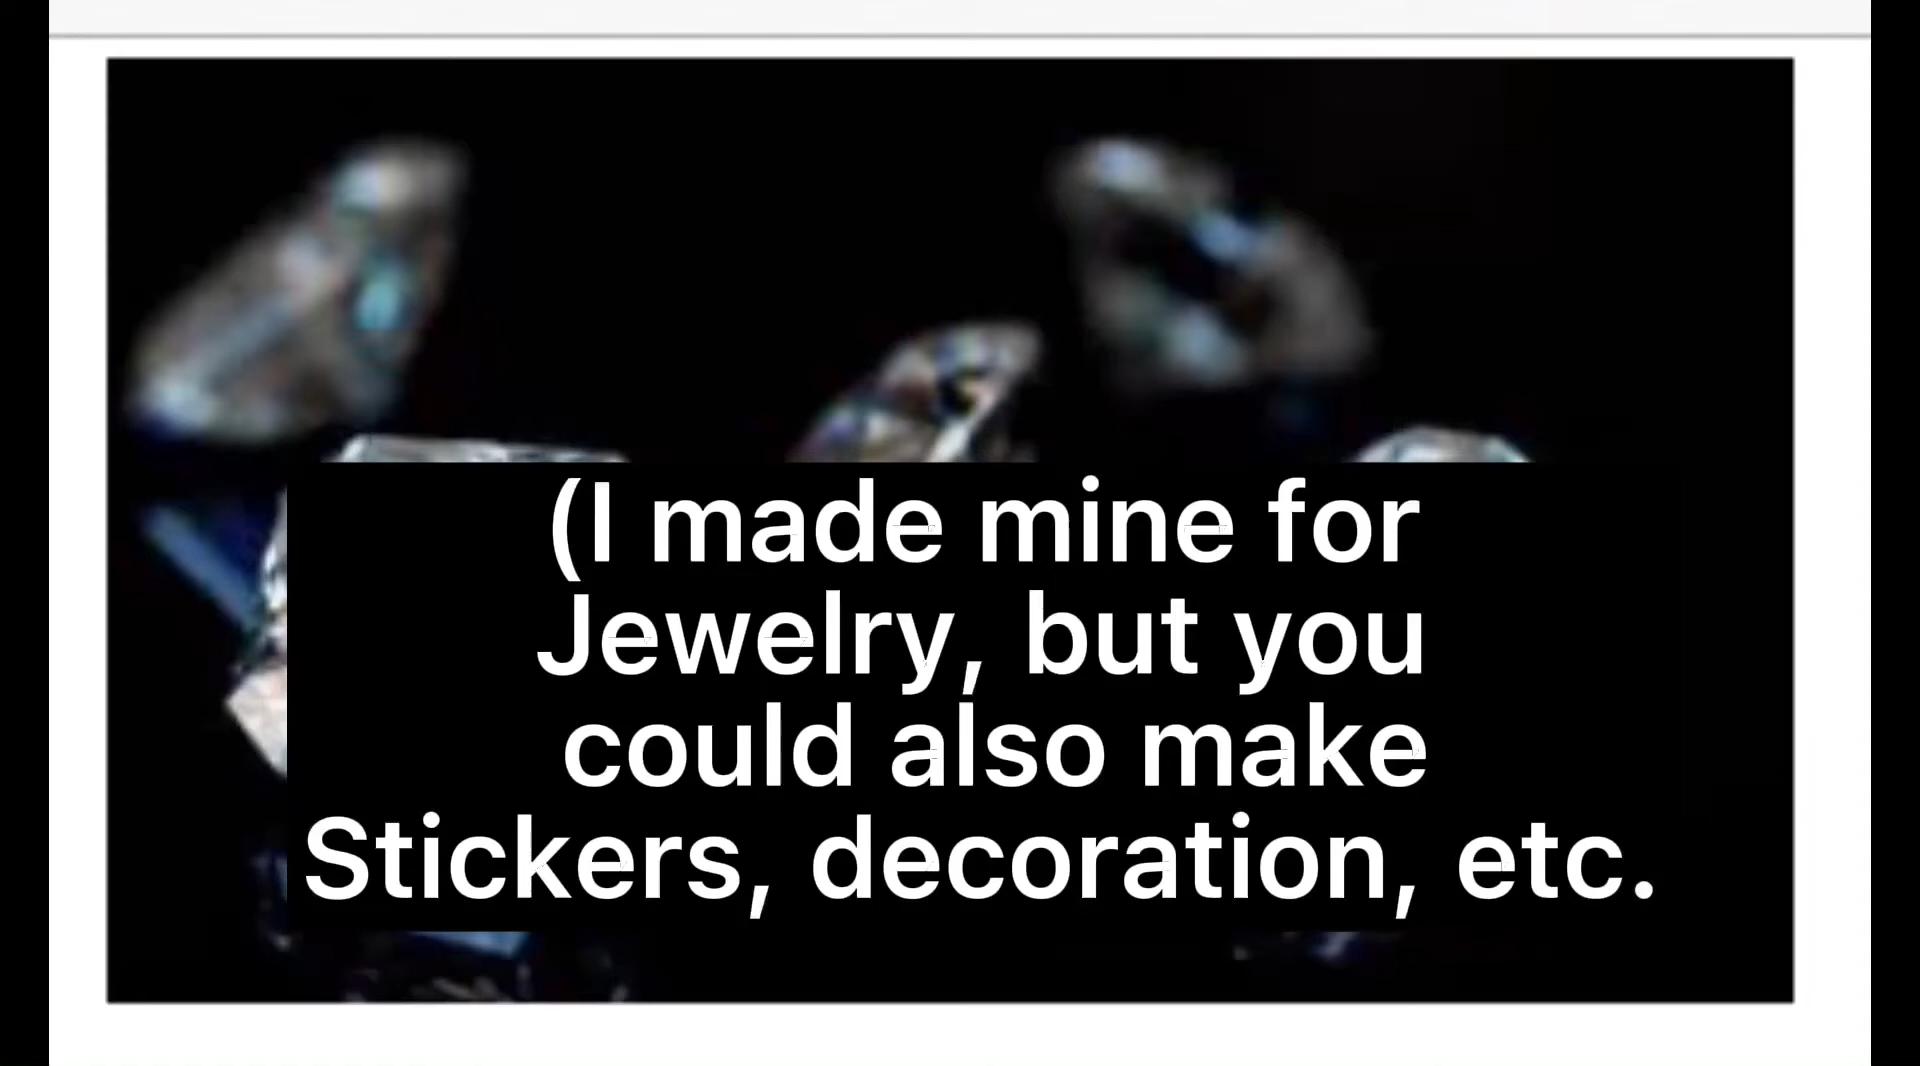 (I made mine for
Jewelry, but you
could also make
Stickers, decoration, etc.